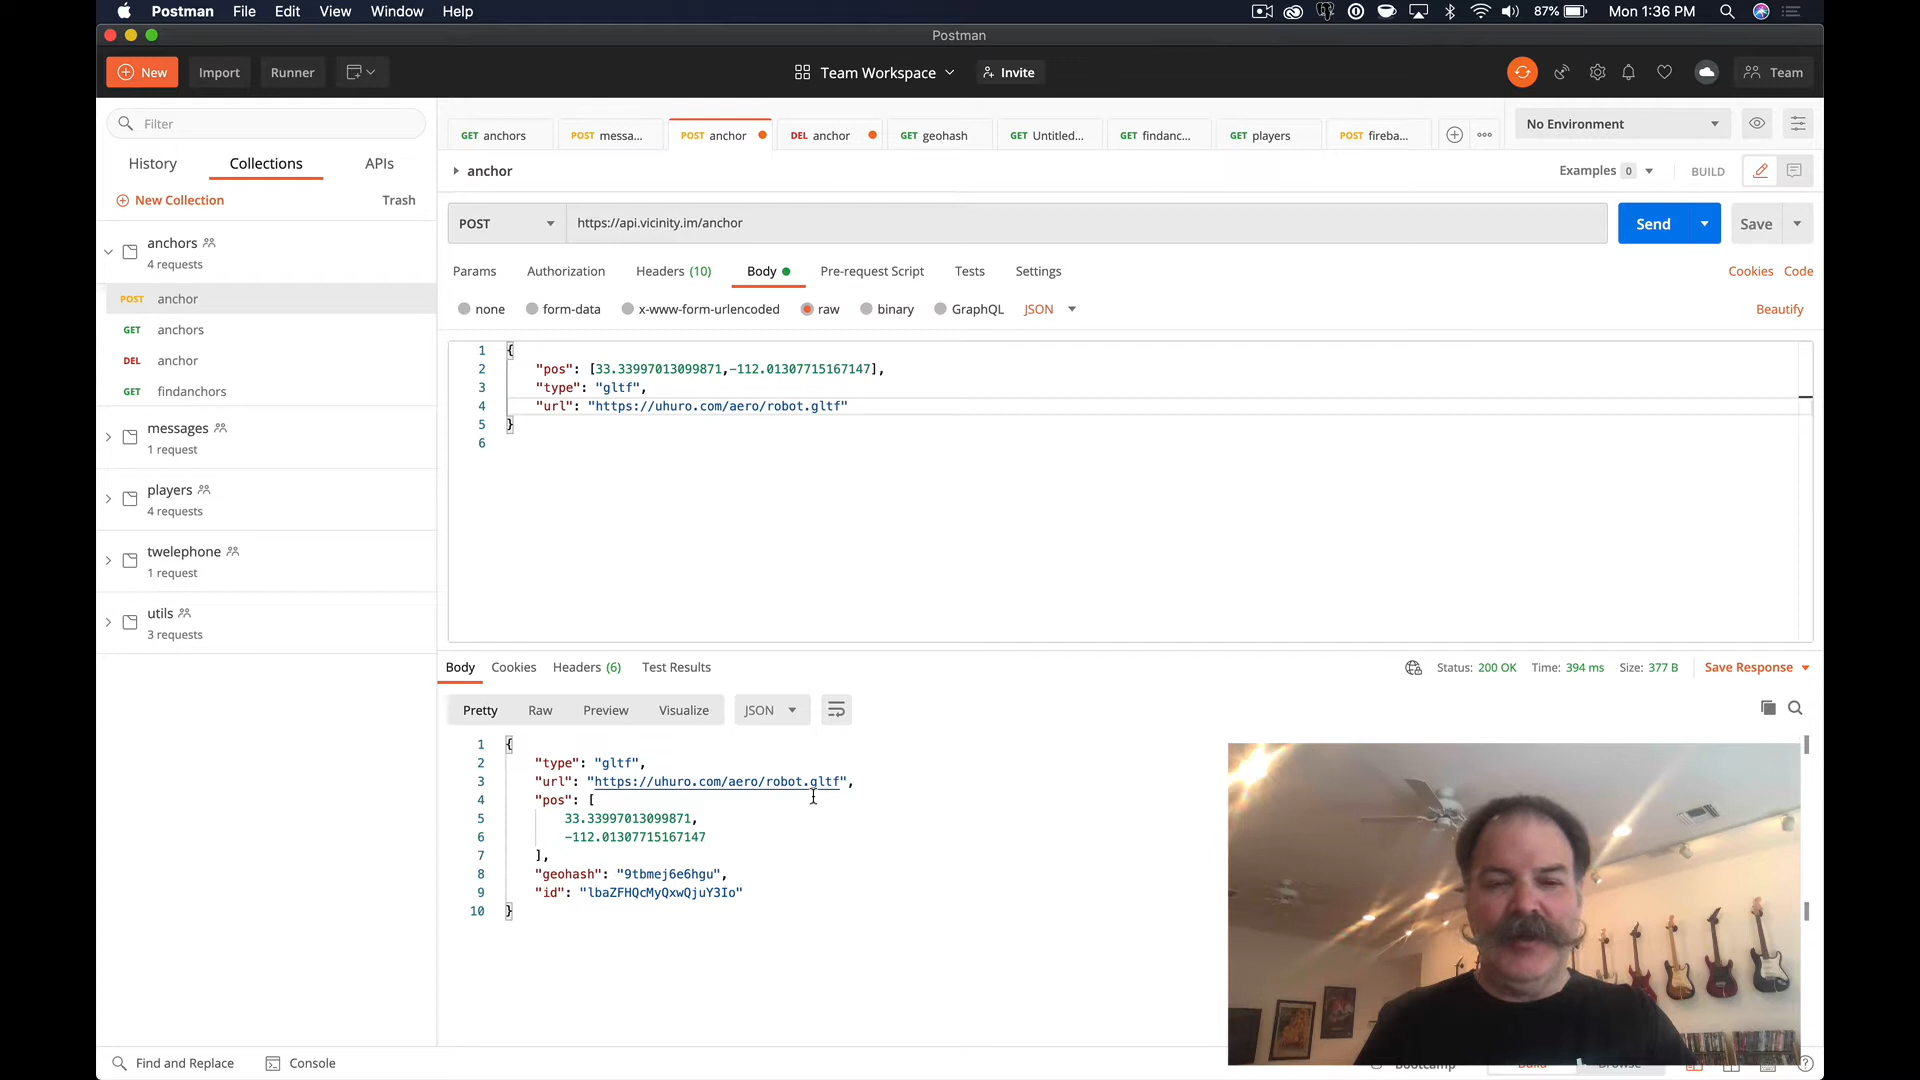 Postman File Edit View Window Help 87% Mon 1:36 PM
Postman
New Import Runner Team Workspace Invite Team
Filter
History Collections APIs
New Collection Trash
anchors
4 requests
POST anchor
GET anchors
DEL anchor
GET findanchors
messages
1 request
players
4 requests
twelephone
1 request
utils
3 requests
GET anchors POST messa... POST anchor DEL anchor GET geohash GET Untitled... GET findanc... GET players POST fireba... No Environment
anchor Examples 0 BUILD
POST https://api.vicinity.im/anchor Send Save
Params Authorization Headers (10) Body Pre-request Script Tests Settings Cookies Code
none form-data x-www-form-urlencoded raw binary GraphQL JSON Beautify
1 {
2 "pos": [33.33997013099871,-112.01307715167147],
3 "type": "gltf",
4 "url": "https://uhuro.com/aero/robot.gltf"
5 }
6
Body Cookies Headers (6) Test Results Status: 200 OK Time: 394 ms Size: 377 B Save Response
Pretty Raw Preview Visualize JSON
1 {
2 "type": "gltf",
3 "url": "https://uhuro.com/aero/robot.gltf",
4 "pos": [
5 33.33997013099871,
6 -112.01307715167147
7 ],
8 "geohash": "9tbmej6e6hgu",
9 "id": "lbaZFHQcMyQxwQjuY3Io"
10 }
Find and Replace Console Bootcamp Build Browse